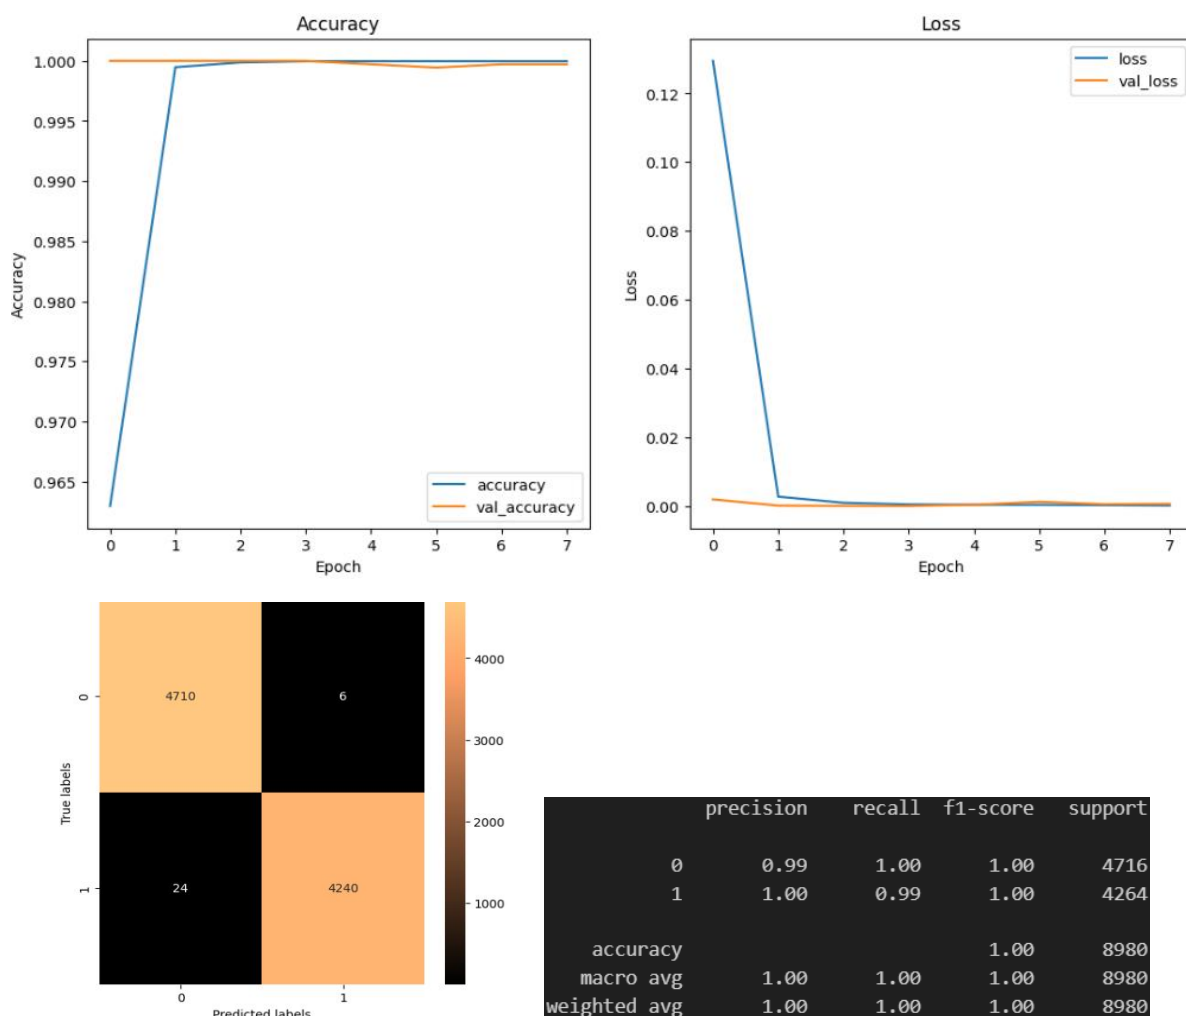 Accuracy
1.000
0.995
0.990
0.985
0.980
0.975
0.970
0.965
Accuracy
accuracy
val_accuracy
0 1 2 3 4 5 6 7
Epoch
Loss
0.12
0.10
0.08
0.06
0.04
0.02
0.00
Loss
loss
val_loss
0 1 2 3 4 5 6 7
Epoch
4710 6
24 4240
0
1
True labels
0 1
Predicted labels
4000
3000
2000
1000
precision recall f1-score support
0 0.99 1.00 1.00 4716
1 1.00 0.99 1.00 4264
accuracy 1.00 8980
macro avg 1.00 1.00 1.00 8980
weighted avg 1.00 1.00 1.00 8980